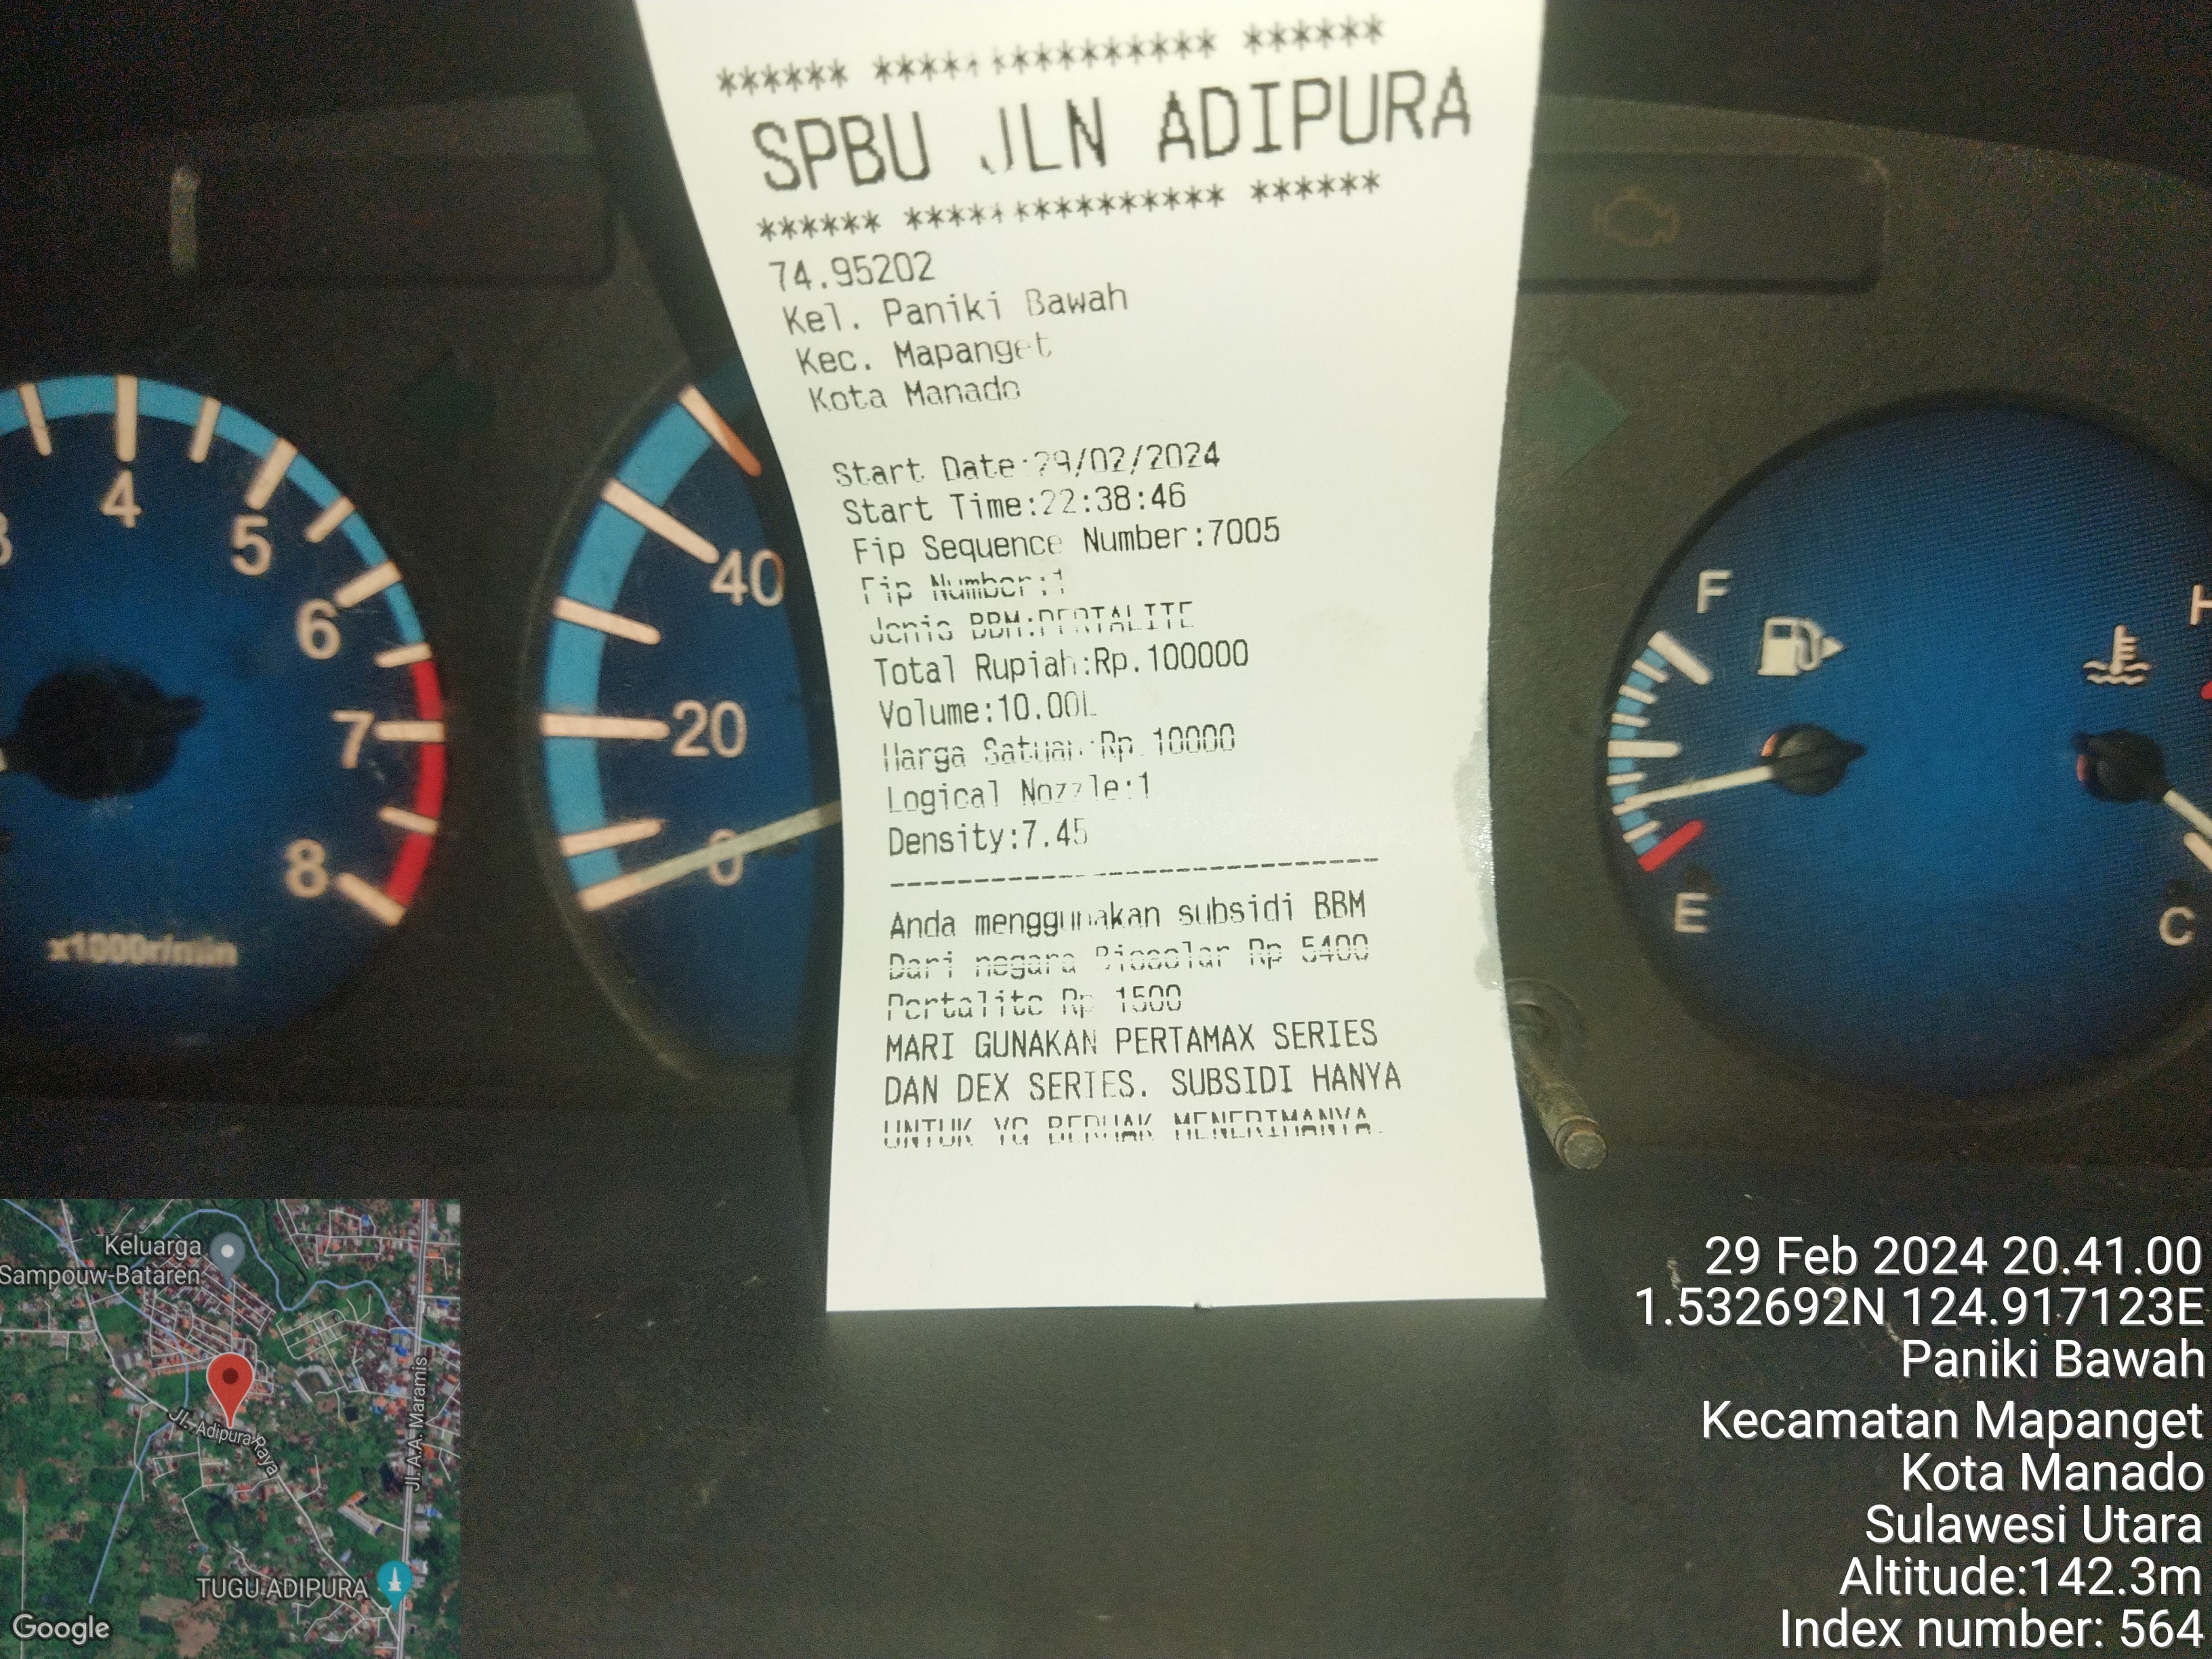 ****** ***************** ******
SPBU JLN ADIPURA
****** ***************** ******
74.95202
Kel. Paniki Bawah
Kec. Mapanget
Kota Manado
Start Date:29/02/2024
Start Time:22:38:46
Fip Sequence Number:7005
Fip Number:1
Jenis BBM:PERTALITE
Total Rupiah:Rp.100000
Volume:10.00L
Harga Satuan:Rp.10000
Logical Nozzle:1
Density:7.45
-----------------------------
Anda menggunakan subsidi BBM
Dari negara Biosolar Rp 5400
Pertalite Rp 1500
MARI GUNAKAN PERTAMAX SERIES
DAN DEX SERIES. SUBSIDI HANYA
UNTUK YG BERHAK MENERIMANYA.
3
4
5
6
7
8
x1000r/min
40
20
0
F
E
H
C
Keluarga
Sampouw-Bataren
Jl. Adipura Raya
Jl. A.A. Maramis
TUGU ADIPURA
Google
29 Feb 2024 20.41.00
1.532692N 124.917123E
Paniki Bawah
Kecamatan Mapanget
Kota Manado
Sulawesi Utara
Altitude:142.3m
Index number: 564